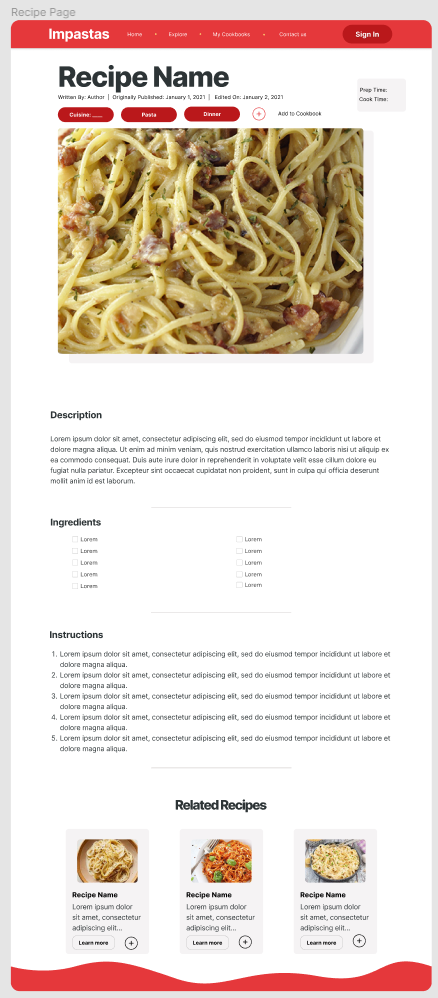 Recipe Page
Impastas
Home • Explore • My Cookbooks • Contact us
Sign In
Recipe Name
Prep Time:
Cook Time:
Written By: Author | Originally Published: January 1, 2021 | Edited On: January 2, 2021
Cuisine: ____
Pasta
Dinner
Add to Cookbook
Description
Lorem ipsum dolor sit amet, consectetur adipiscing elit, sed do eiusmod tempor incididunt ut labore et
dolore magna aliqua. Ut enim ad minim veniam, quis nostrud exercitation ullamco laboris nisi ut aliquip ex
ea commodo consequat. Duis aute irure dolor in reprehenderit in voluptate velit esse cillum dolore eu
fugiat nulla pariatur. Excepteur sint occaecat cupidatat non proident, sunt in culpa qui officia deserunt
mollit anim id est laborum.
Ingredients
Lorem
Lorem
Lorem
Lorem
Lorem
Lorem
Lorem
Lorem
Lorem
Lorem
Instructions
1. Lorem ipsum dolor sit amet, consectetur adipiscing elit, sed do eiusmod tempor incididunt ut labore et
dolore magna aliqua.
2. Lorem ipsum dolor sit amet, consectetur adipiscing elit, sed do eiusmod tempor incididunt ut labore et
dolore magna aliqua.
3. Lorem ipsum dolor sit amet, consectetur adipiscing elit, sed do eiusmod tempor incididunt ut labore et
dolore magna aliqua.
4. Lorem ipsum dolor sit amet, consectetur adipiscing elit, sed do eiusmod tempor incididunt ut labore et
dolore magna aliqua.
5. Lorem ipsum dolor sit amet, consectetur adipiscing elit, sed do eiusmod tempor incididunt ut labore et
dolore magna aliqua.
Related Recipes
Recipe Name
Lorem ipsum dolor
sit amet, consectetur
adipiscing elit...
Learn more
Recipe Name
Lorem ipsum dolor
sit amet, consectetur
adipiscing elit...
Learn more
Recipe Name
Lorem ipsum dolor
sit amet, consectetur
adipiscing elit...
Learn more